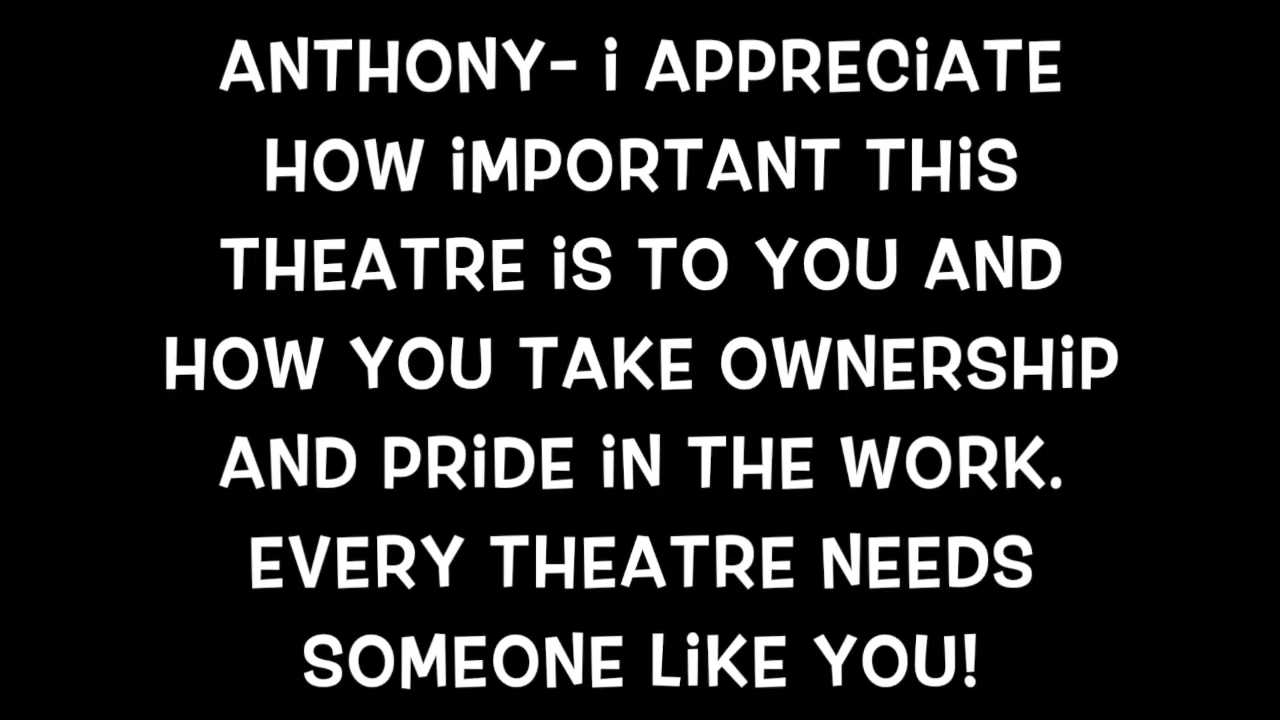 ANTHONY- i APPRECiATE
HOW iMPORTANT THiS
THEATRE iS TO YOU AND
HOW YOU TAKE OWNERSHiP
AND PRiDE iN THE WORK.
EVERY THEATRE NEEDS
SOMEONE LiKE YOU!